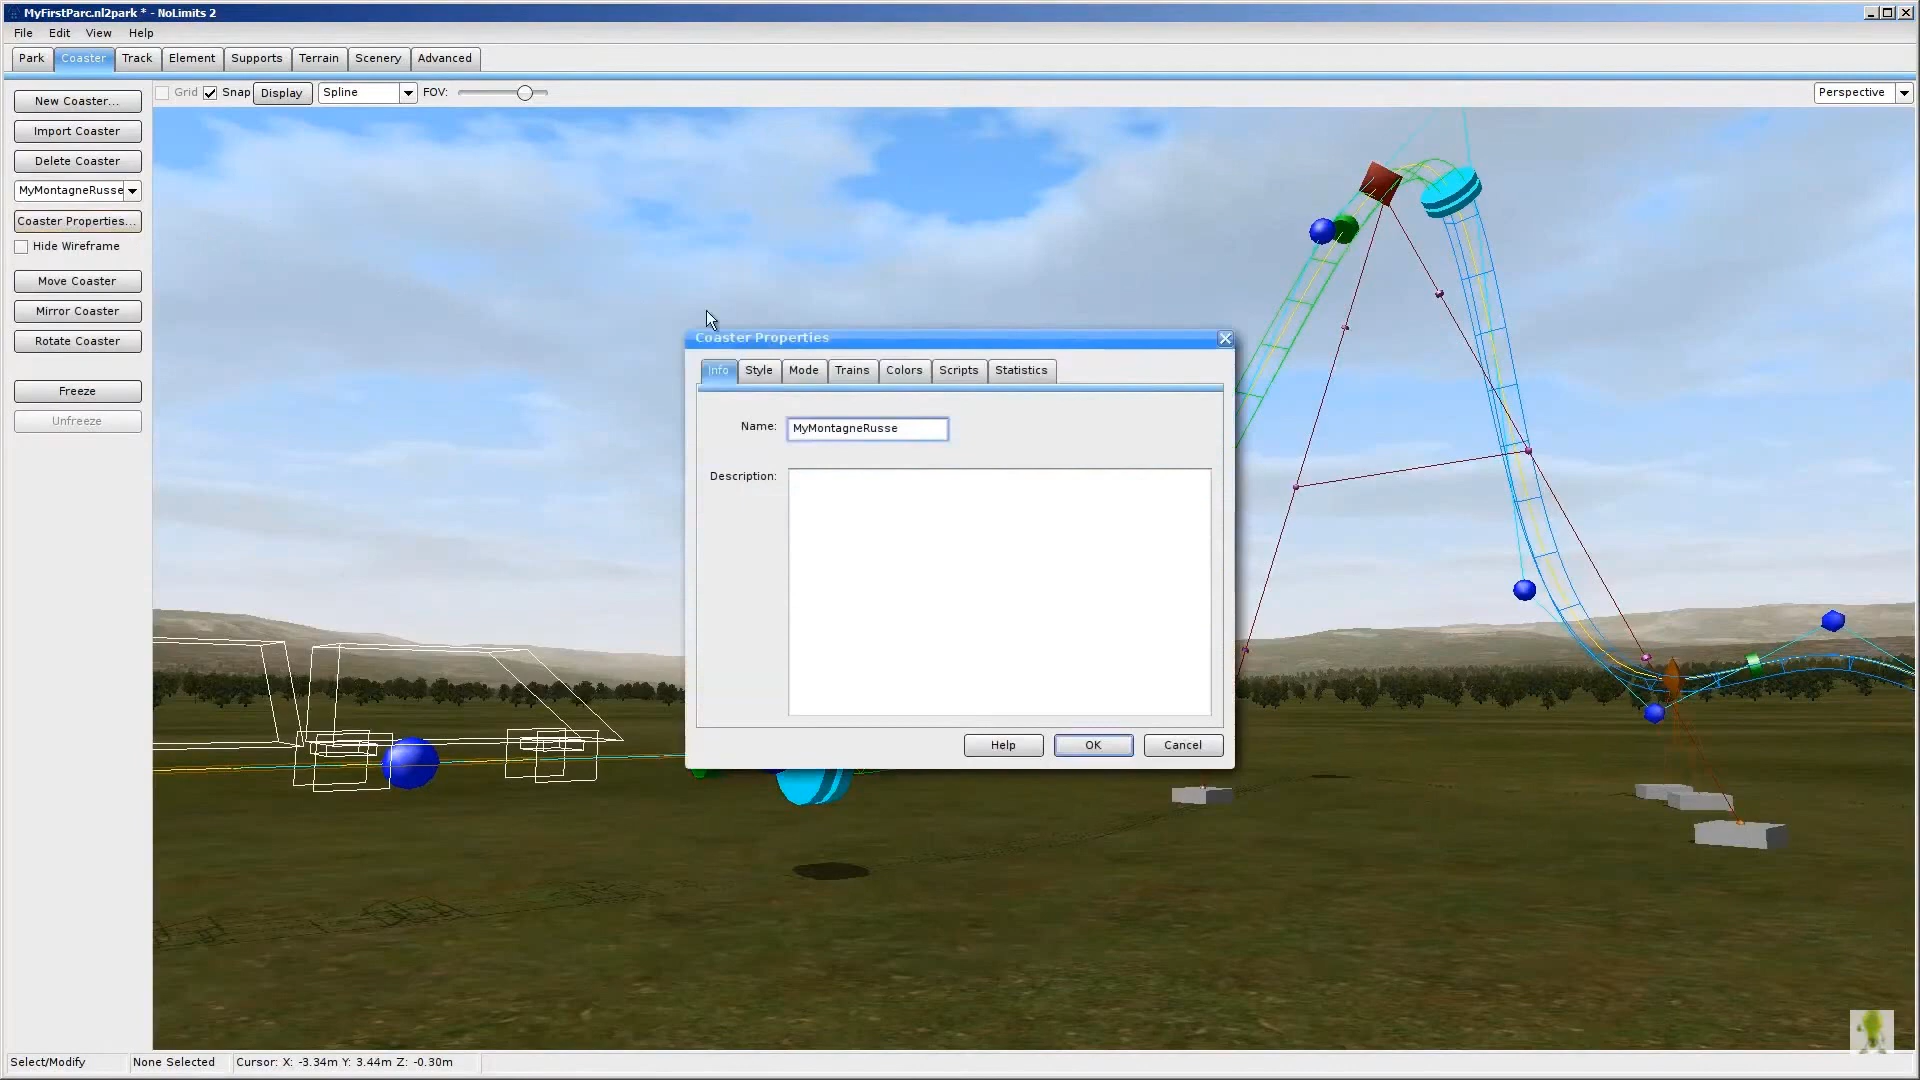 MyFirstParc.nl2park * - NoLimits 2
File Edit View Help
Park Coaster Track Element Supports Terrain Scenery Advanced
Grid Snap Display Spline FOV: Perspective
New Coaster...
Import Coaster
Delete Coaster
MyMontagneRusse
Coaster Properties...
Hide Wireframe
Move Coaster
Mirror Coaster
Rotate Coaster
Freeze
Unfreeze
Coaster Properties
Info Style Mode Trains Colors Scripts Statistics
Name: MyMontagneRusse
Description:
Help OK Cancel
Select/Modify None Selected Cursor: X: -3.34m Y: 3.44m Z: -0.30m